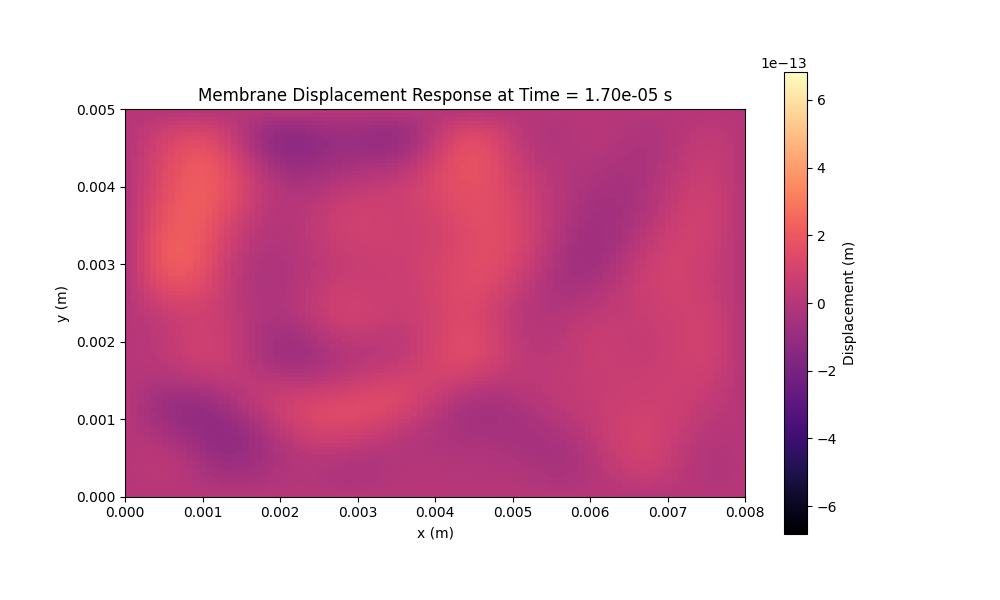 1e−13
Membrane Displacement Response at Time = 1.70e-05 s
0.005
0.004
0.003
0.002
0.001
0.000
y (m)
0.000 0.001 0.002 0.003 0.004 0.005 0.006 0.007 0.008
x (m)
6
4
2
0
−2
−4
−6
Displacement (m)